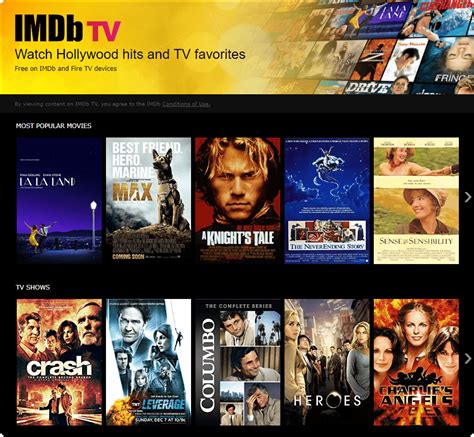 IMDb TV
Watch Hollywood hits and TV favorites
Free on IMDb and Fire TV devices
By viewing content on IMDb TV, you agree to the IMDb Conditions of Use.
MOST POPULAR MOVIES
LA LA LAND
BEST FRIEND.
HERO.
MARINE.
MAX
COMING SOON
A KNIGHT'S TALE
THE
NEVERENDING STORY
SENSE AND SENSIBILITY
TV SHOWS
crash
TNT LEVERAGE
SUNDAY, DEC 7 AT 10/9c
COLUMBO
THE COMPLETE SERIES
HEROES
CHARLIE'S
ANGELS